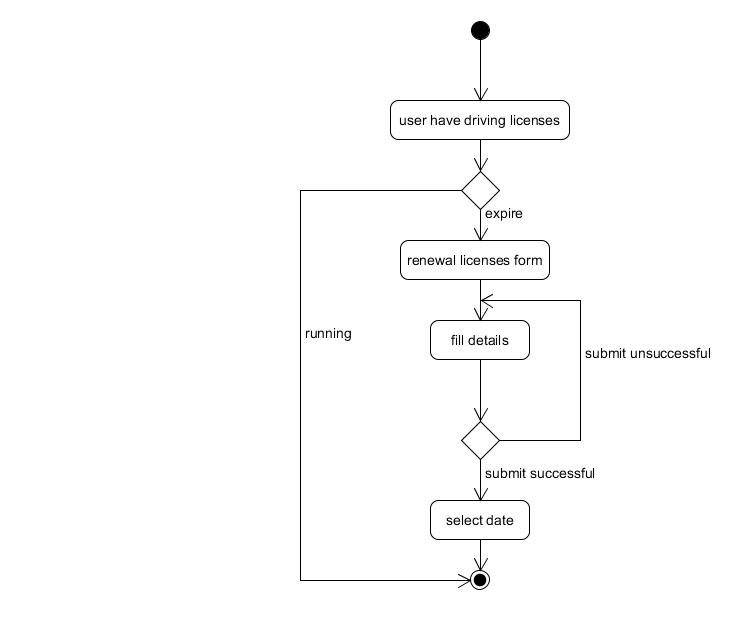 user have driving licenses
expire
renewal licenses form
running
fill details
submit unsuccessful
submit successful
select date